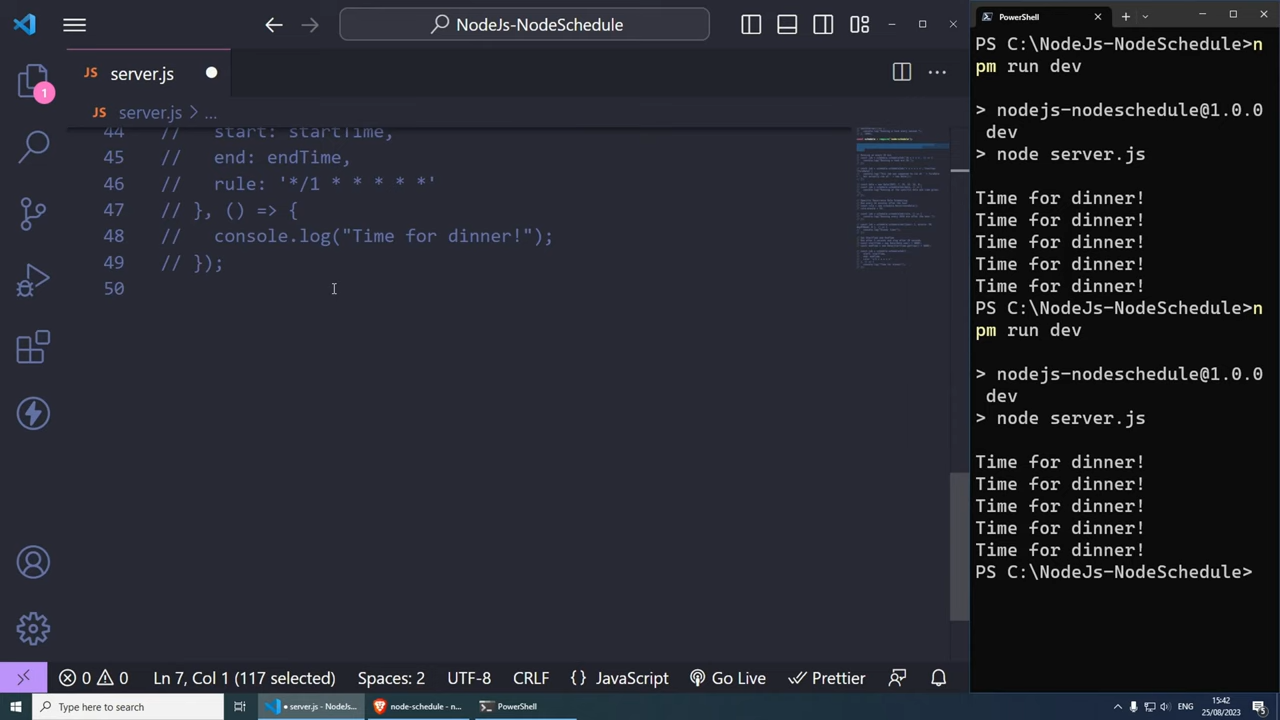 NodeJs-NodeSchedule
JS server.js
1
JS server.js > ...
44 // start: startTime,
45 // end: endTime,
46 // rule: '*/1 * * * * *'
47 // }, () => {
48 // console.log("Time for dinner!");
49 // });
50
0 0 Ln 7, Col 1 (117 selected) Spaces: 2 UTF-8 CRLF {} JavaScript Go Live Prettier
PowerShell
PS C:\NodeJs-NodeSchedule>n
pm run dev
> nodejs-nodeschedule@1.0.0
dev
> node server.js
Time for dinner!
Time for dinner!
Time for dinner!
Time for dinner!
Time for dinner!
PS C:\NodeJs-NodeSchedule>n
pm run dev
> nodejs-nodeschedule@1.0.0
dev
> node server.js
Time for dinner!
Time for dinner!
Time for dinner!
Time for dinner!
Time for dinner!
PS C:\NodeJs-NodeSchedule>
Type here to search
server.js - NodeJs...
node-schedule - n...
PowerShell
ENG
15:42
25/08/2023
5